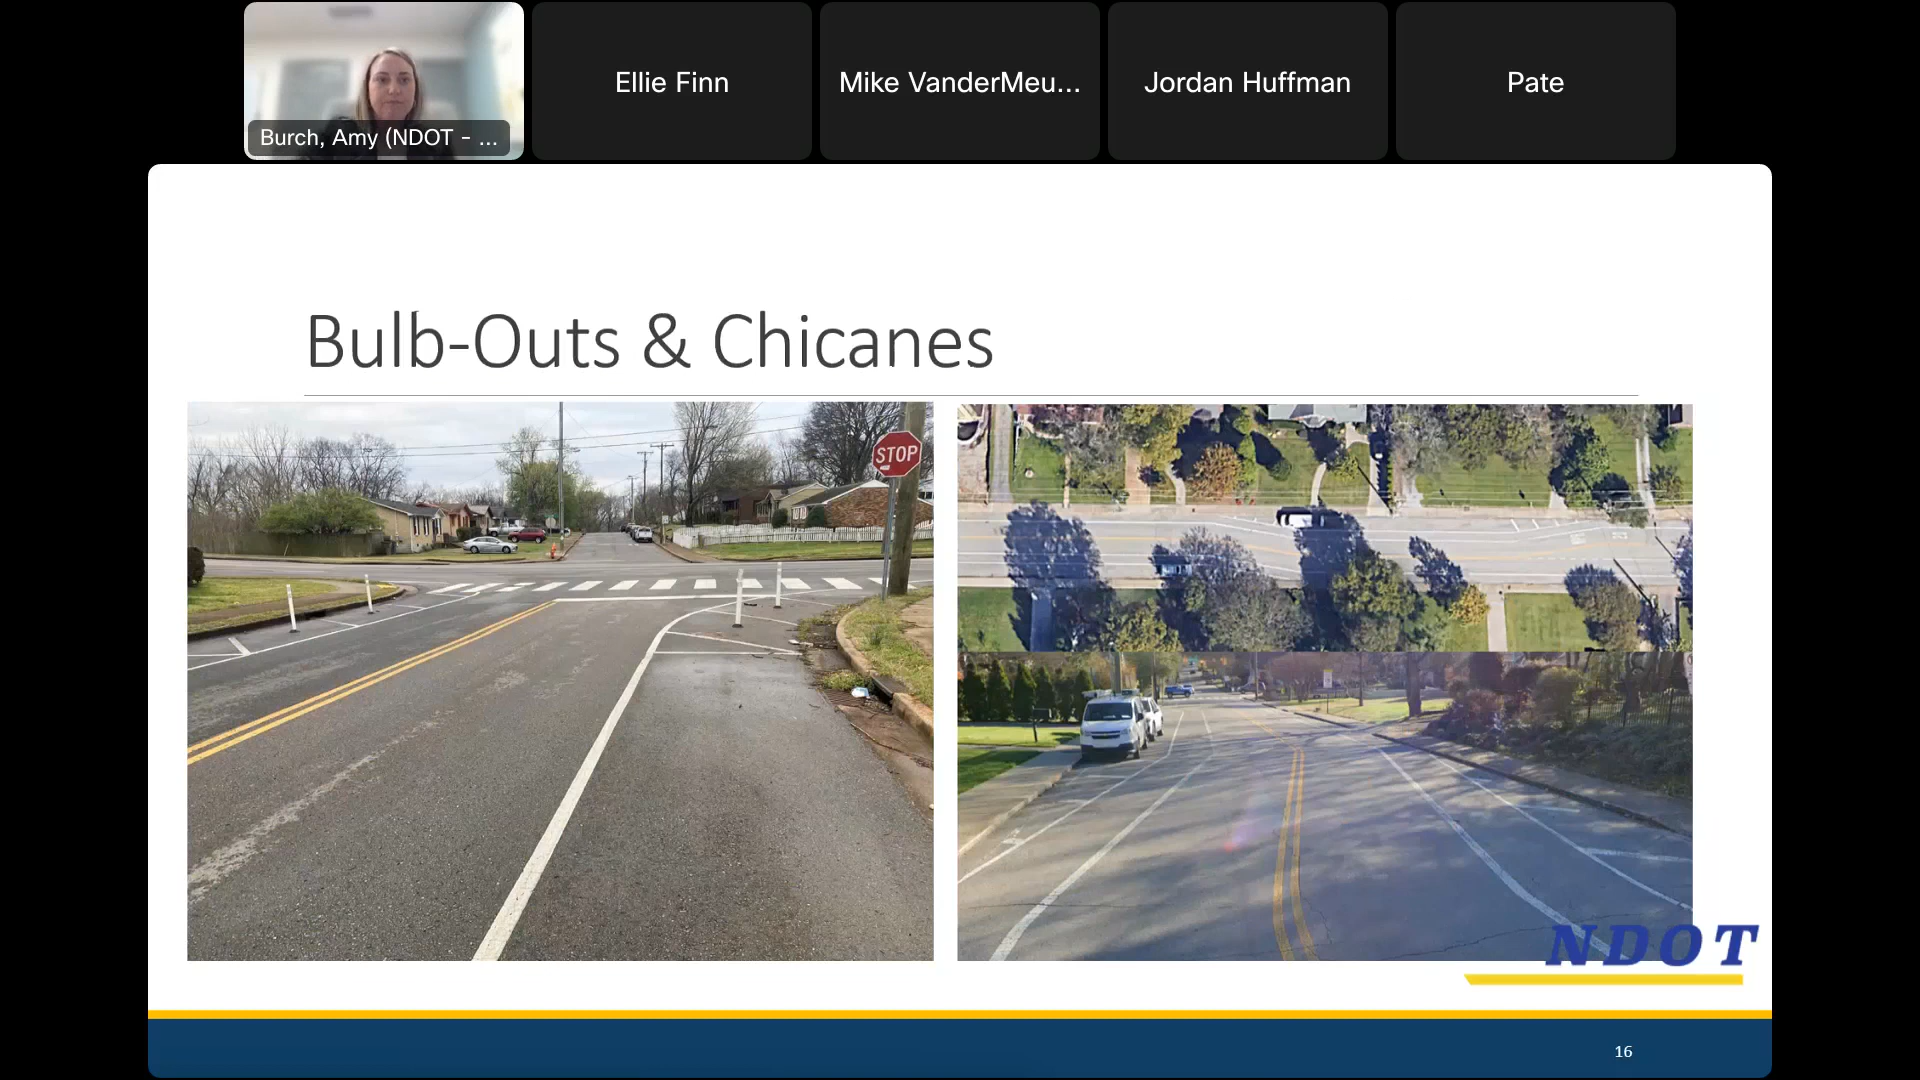 Burch, Amy (NDOT - ...
Ellie Finn
Mike VanderMeu...
Jordan Huffman
Pate
Bulb-Outs & Chicanes
STOP
NDOT
16